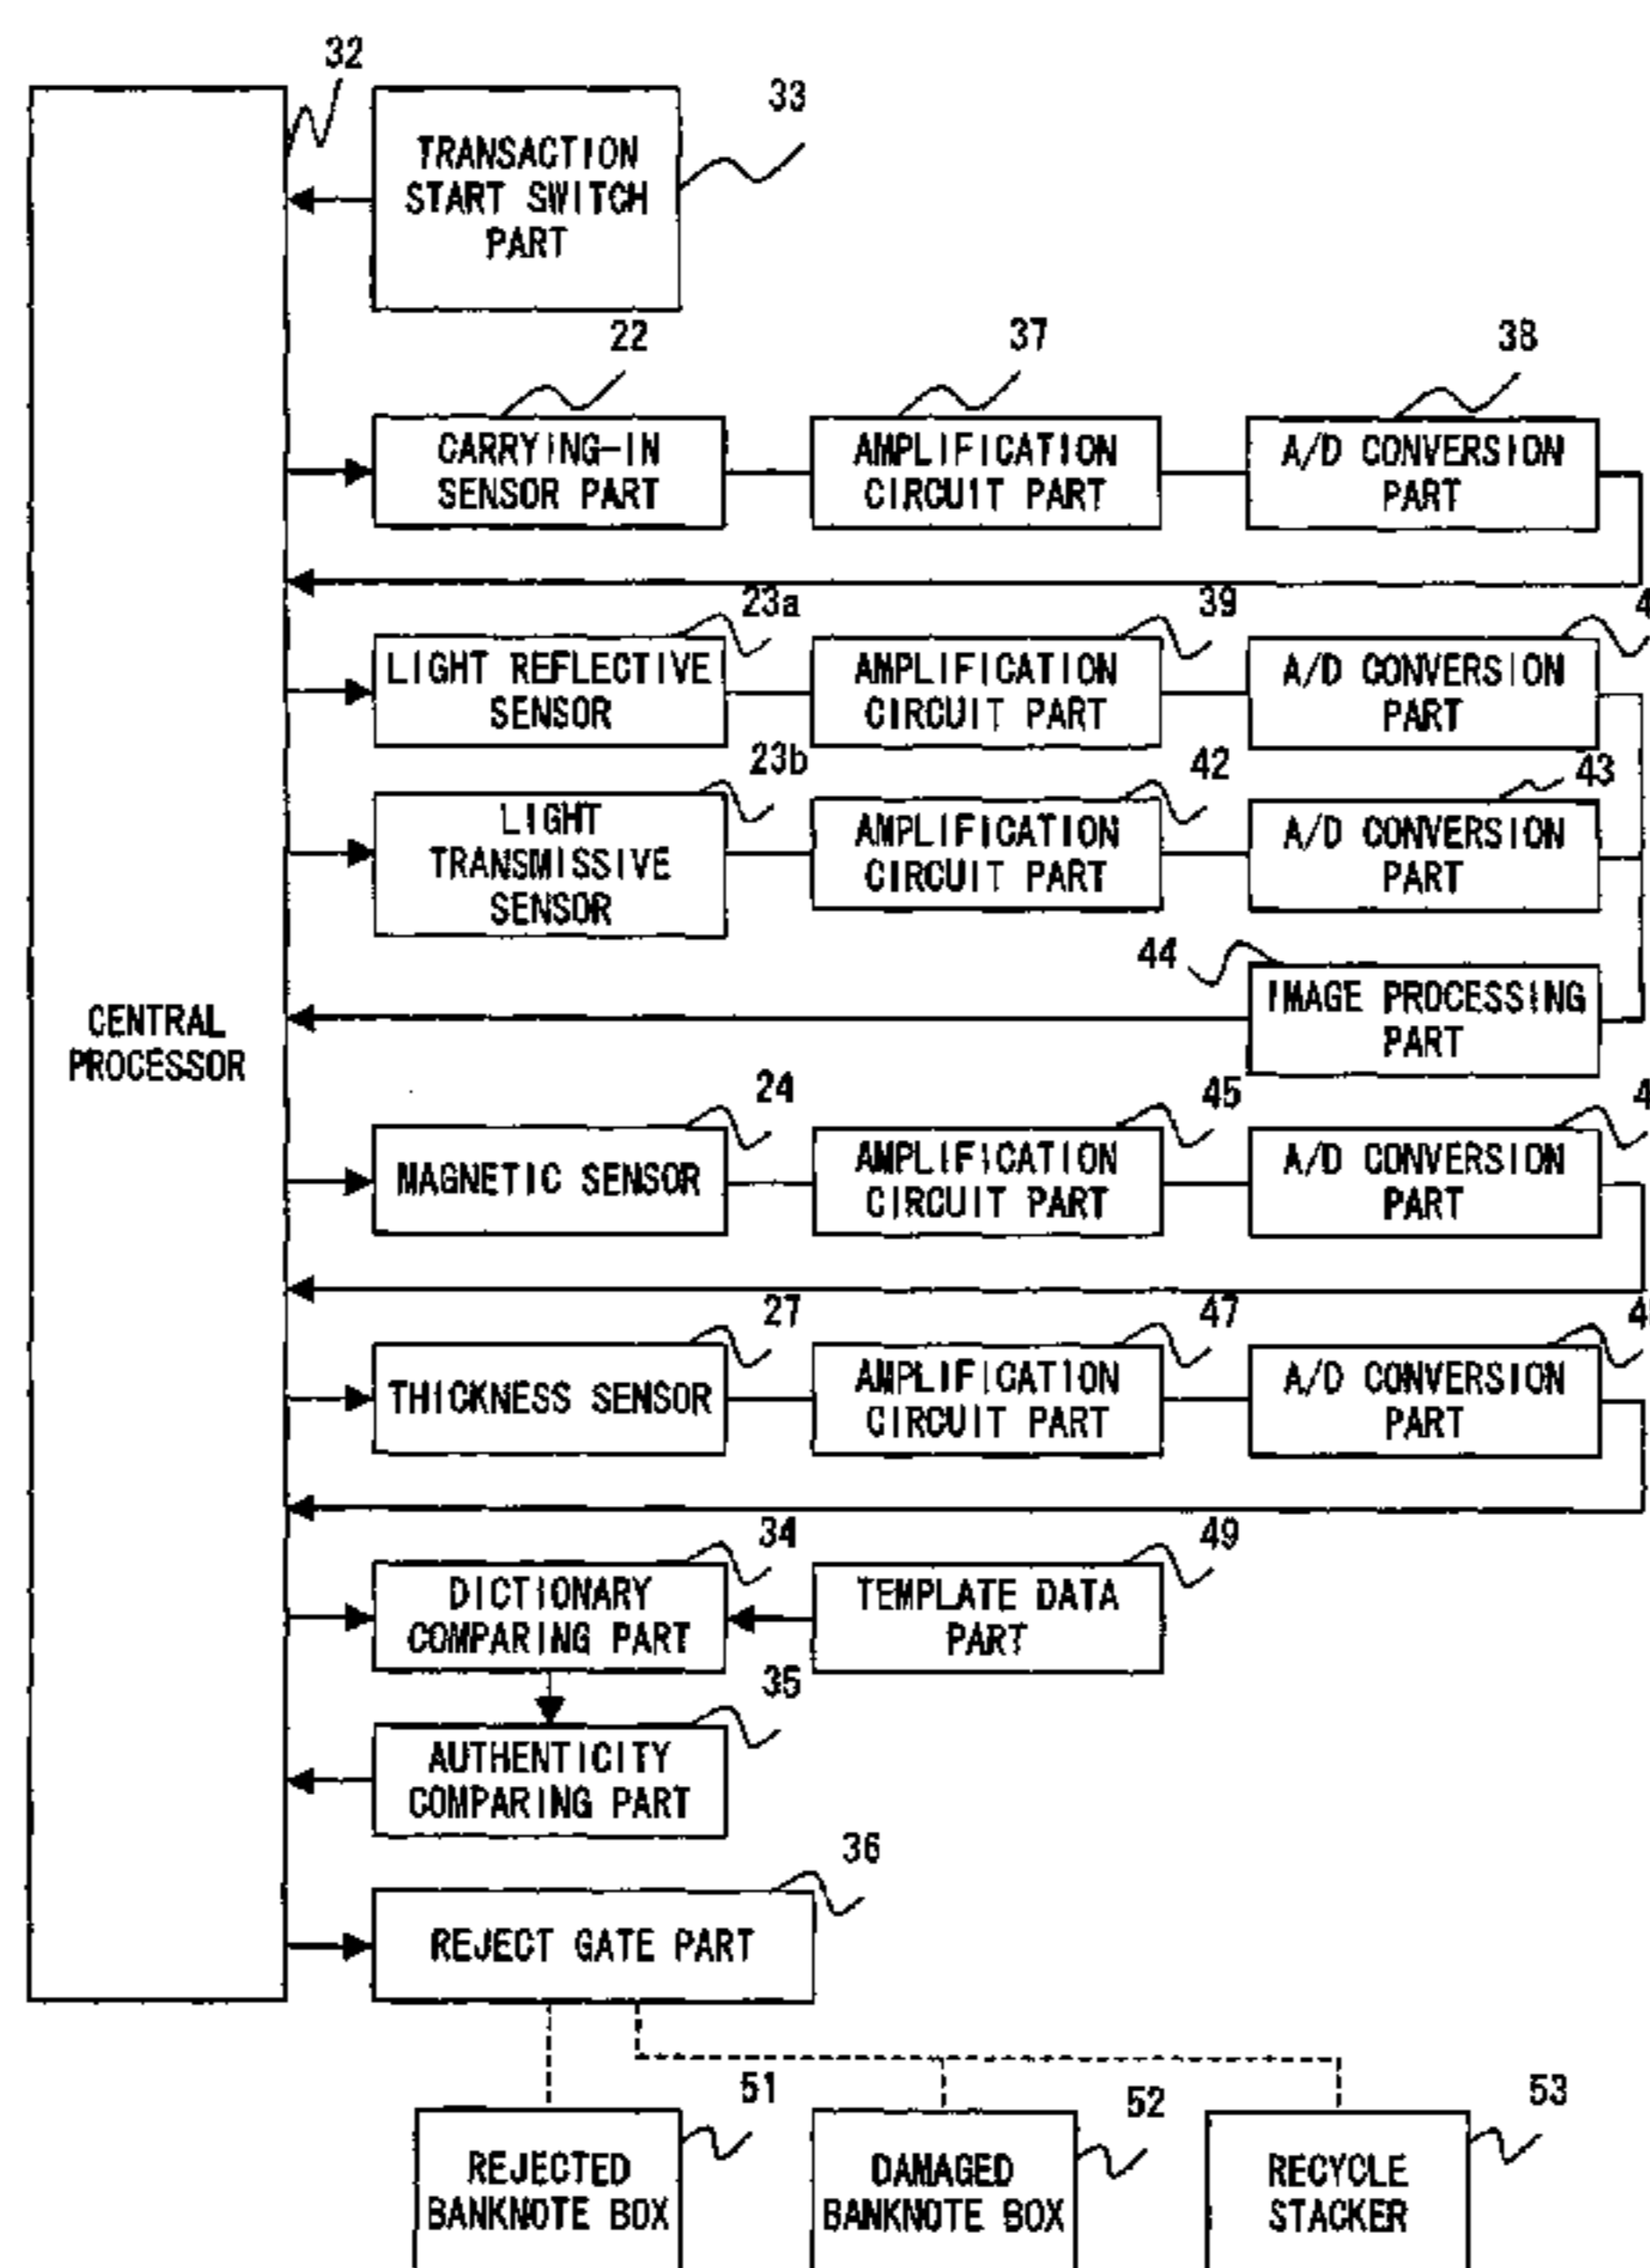 32
33
TRANSACTION
START SWITCH
PART
22
37
38
CARRYING-IN
SENSOR PART
AMPLIFICATION
CIRCUIT PART
A/D CONVERSION
PART
23a
39
LIGHT REFLECTIVE
SENSOR
AMPLIFICATION
CIRCUIT PART
A/D CONVERSION
PART
23b
42
43
LIGHT
TRANSMISSIVE
SENSOR
AMPLIFICATION
CIRCUIT PART
A/D CONVERSION
PART
44
IMAGE PROCESSING
PART
CENTRAL
PROCESSOR
24
45
MAGNETIC SENSOR
AMPLIFICATION
CIRCUIT PART
A/D CONVERSION
PART
27
47
THICKNESS SENSOR
AMPLIFICATION
CIRCUIT PART
A/D CONVERSION
PART
34
49
DICTIONARY
COMPARING PART
TEMPLATE DATA
PART
35
AUTHENTICITY
COMPARING PART
36
REJECT GATE PART
51
52
53
REJECTED
BANKNOTE BOX
DAMAGED
BANKNOTE BOX
RECYCLE
STACKER